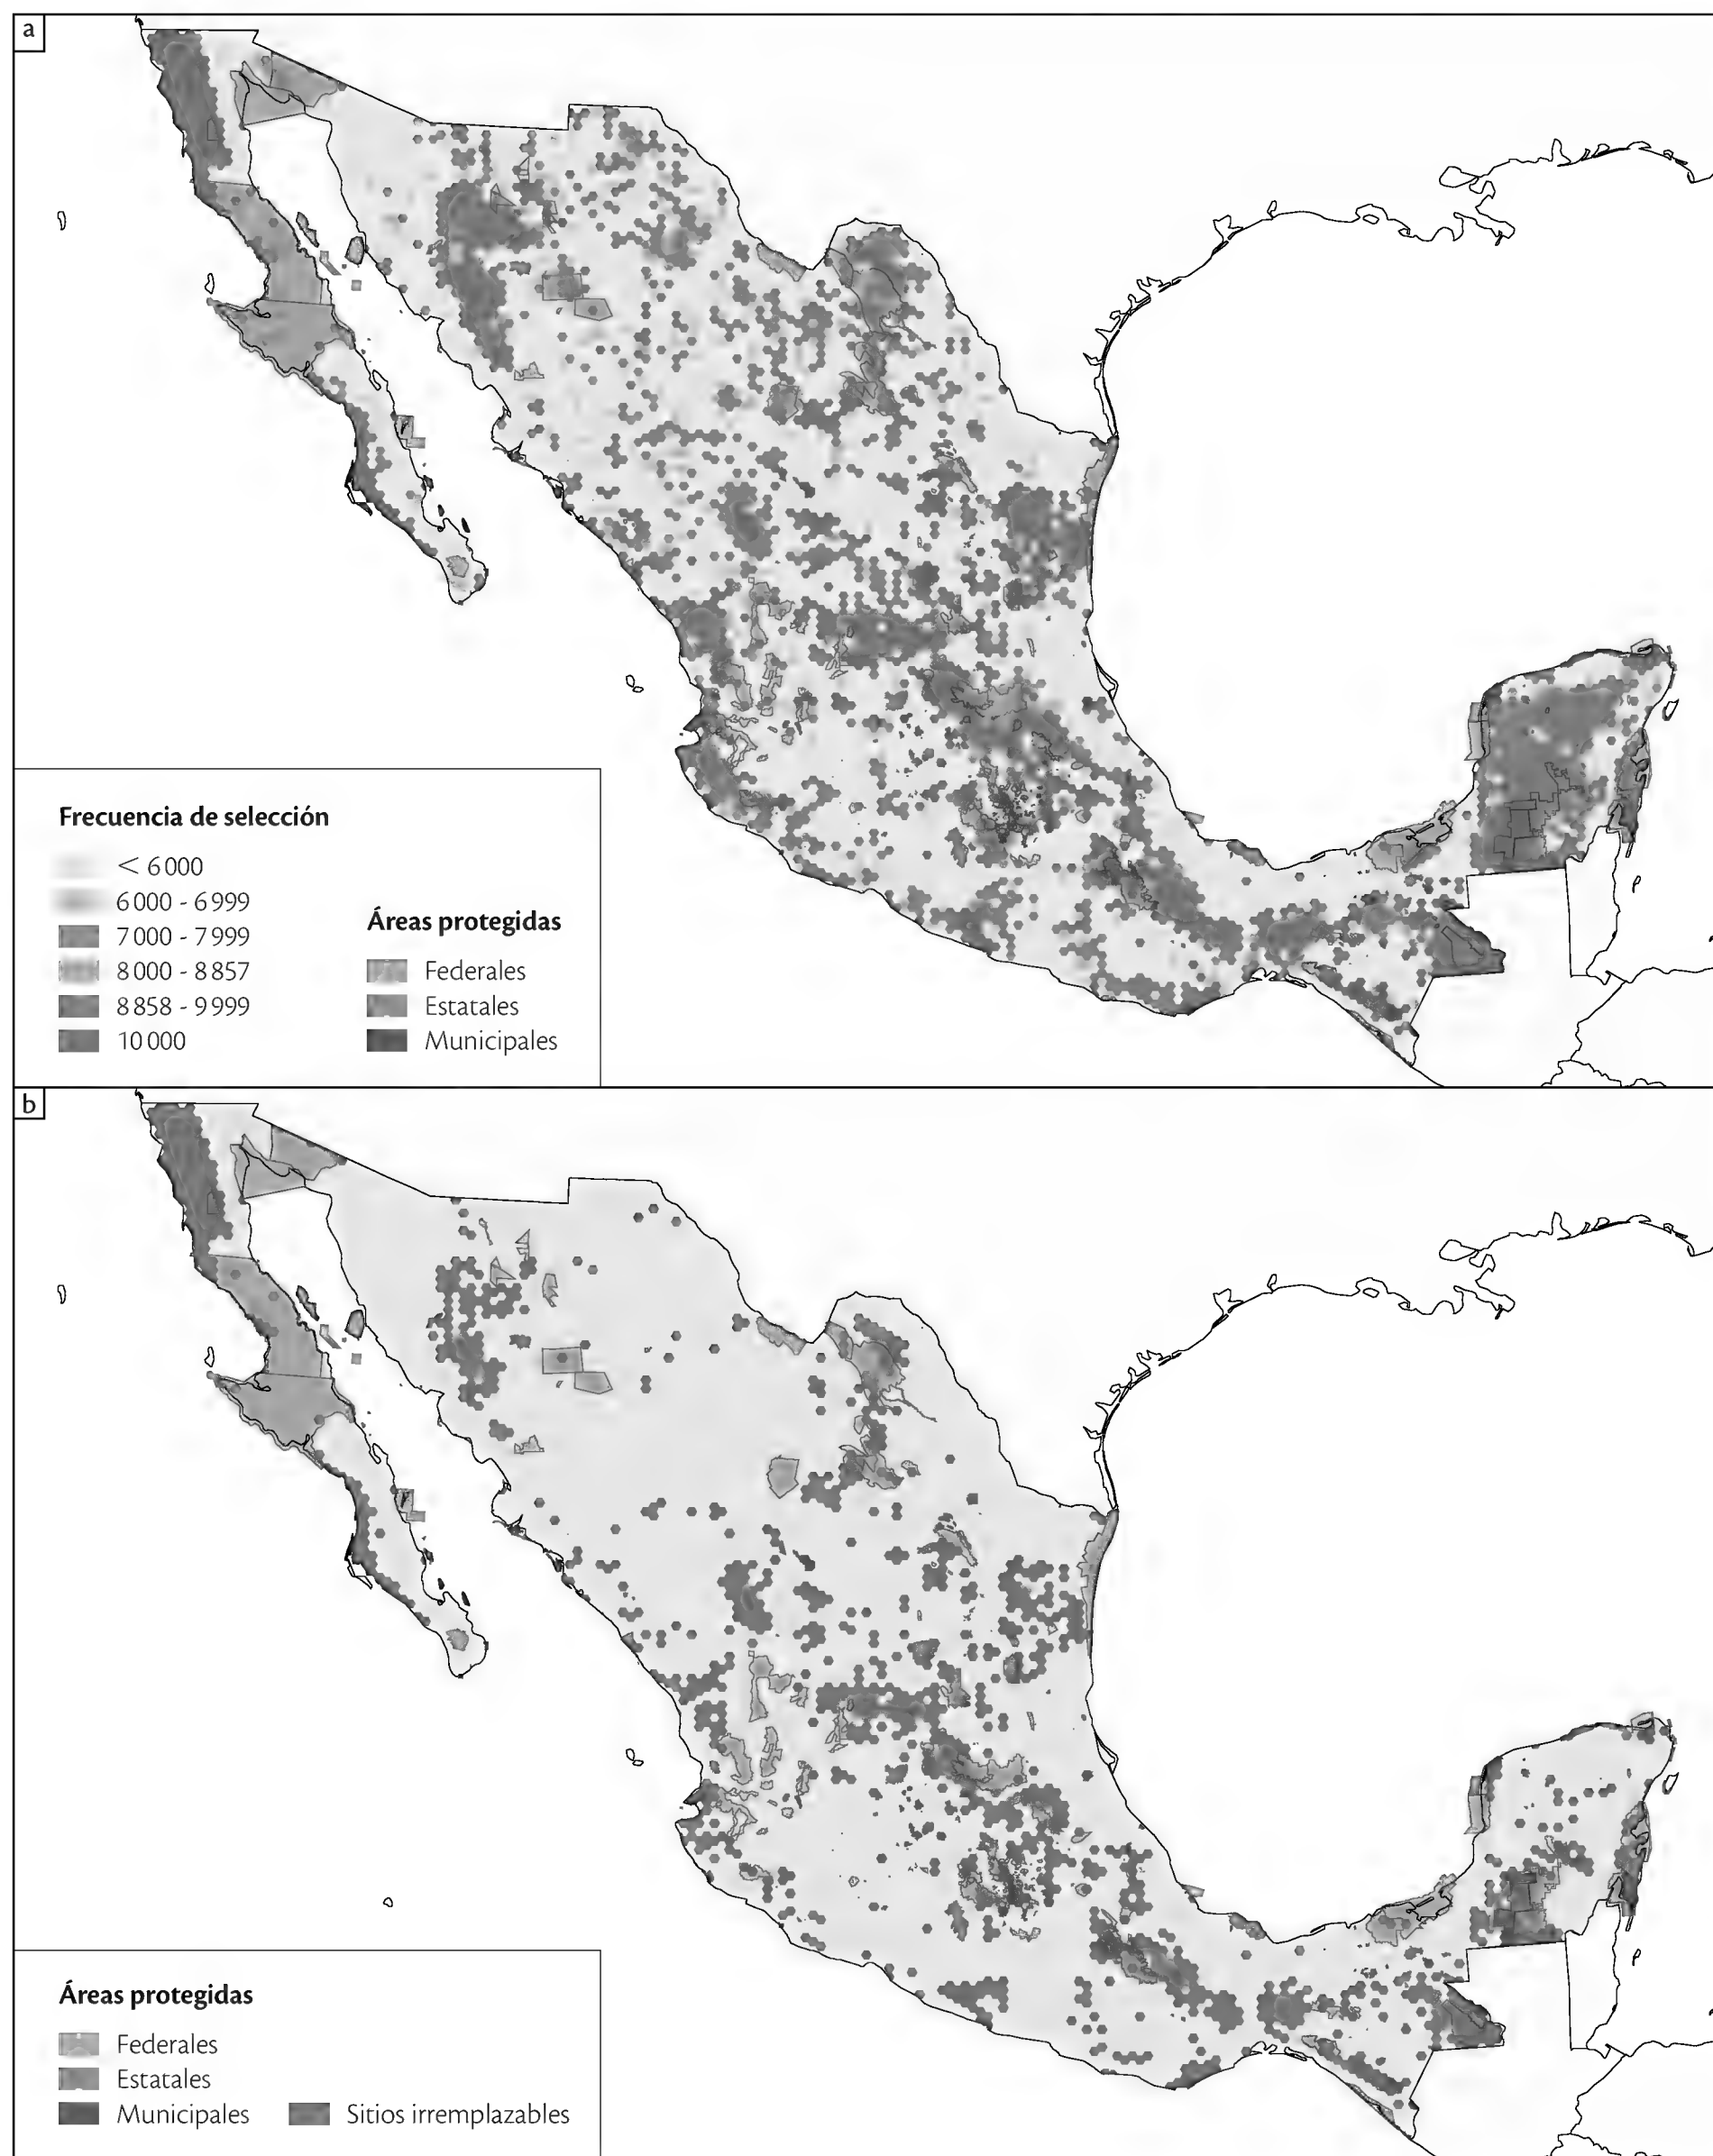 a
Frecuencia de selección
< 6 000
6 000 - 6 999
7 000 - 7 999
8 000 - 8 857
8 858 - 9 999
10 000
Áreas protegidas
Federales
Estatales
Municipales
b
Áreas protegidas
Federales
Estatales
Municipales
Sitios irremplazables